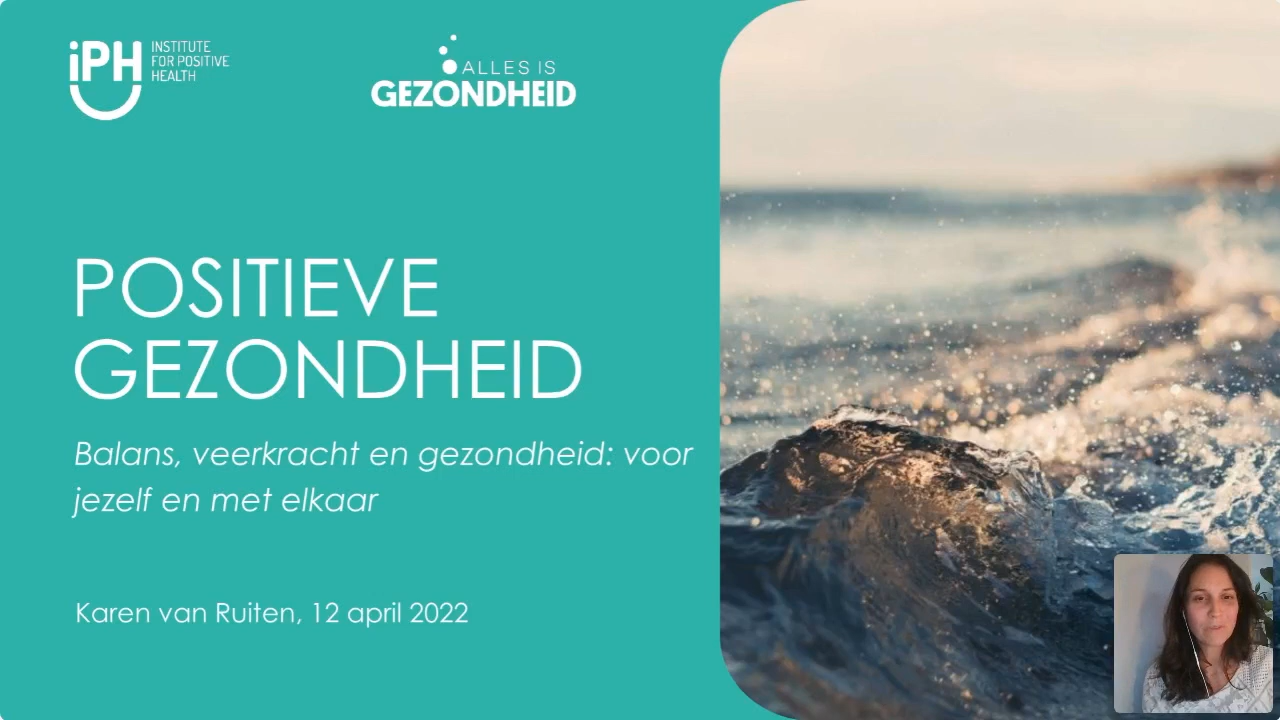 iPH INSTITUTE
FOR POSITIVE
HEALTH
ALLES IS
GEZONDHEID
POSITIEVE
GEZONDHEID
Balans, veerkracht en gezondheid: voor
jezelf en met elkaar
Karen van Ruiten, 12 april 2022